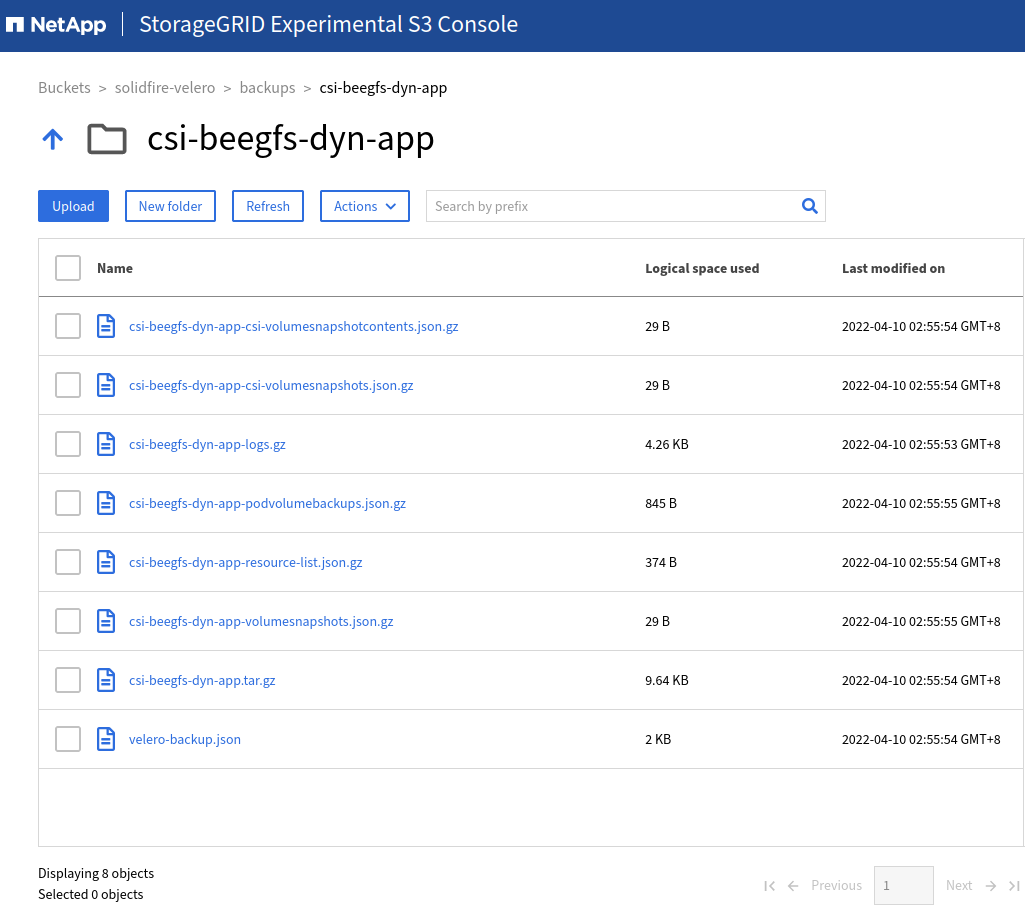 NetApp StorageGRID Experimental S3 Console
Buckets > solidfire-velero > backups > csi-beegfs-dyn-app
csi-beegfs-dyn-app
Upload New folder Refresh Actions Search by prefix
Name Logical space used Last modified on
csi-beegfs-dyn-app-csi-volumesnapshotcontents.json.gz 29 B 2022-04-10 02:55:54 GMT+8
csi-beegfs-dyn-app-csi-volumesnapshots.json.gz 29 B 2022-04-10 02:55:54 GMT+8
csi-beegfs-dyn-app-logs.gz 4.26 KB 2022-04-10 02:55:53 GMT+8
csi-beegfs-dyn-app-podvolumebackups.json.gz 845 B 2022-04-10 02:55:55 GMT+8
csi-beegfs-dyn-app-resource-list.json.gz 374 B 2022-04-10 02:55:54 GMT+8
csi-beegfs-dyn-app-volumesnapshots.json.gz 29 B 2022-04-10 02:55:55 GMT+8
csi-beegfs-dyn-app.tar.gz 9.64 KB 2022-04-10 02:55:54 GMT+8
velero-backup.json 2 KB 2022-04-10 02:55:54 GMT+8
Displaying 8 objects
Selected 0 objects
Previous 1 Next